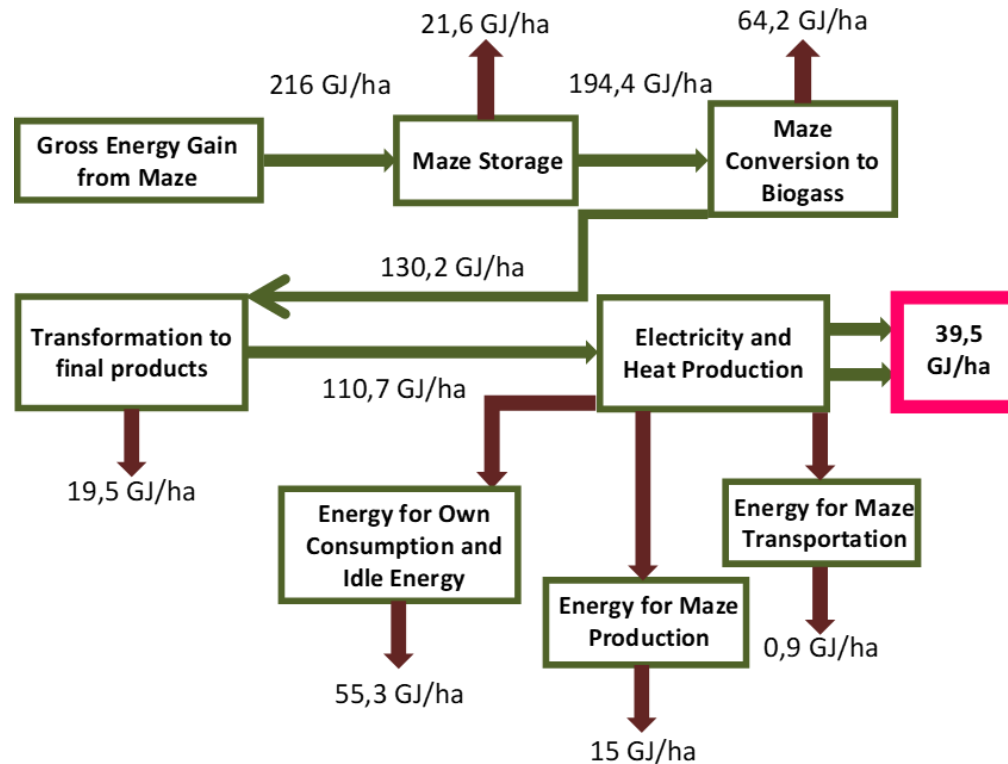 21,6 GJ/ha
64,2 GJ/ha
216 GJ/ha
194,4 GJ/ha
Gross Energy Gain
from Maze
Maze Storage
Maze
Conversion to
Biogass
130,2 GJ/ha
Transformation to
final products
Electricity and
Heat Production
39,5
GJ/ha
110,7 GJ/ha
19,5 GJ/ha
Energy for Own
Consumption and
Idle Energy
Energy for Maze
Transportation
Energy for Maze
Production
0,9 GJ/ha
55,3 GJ/ha
15 GJ/ha